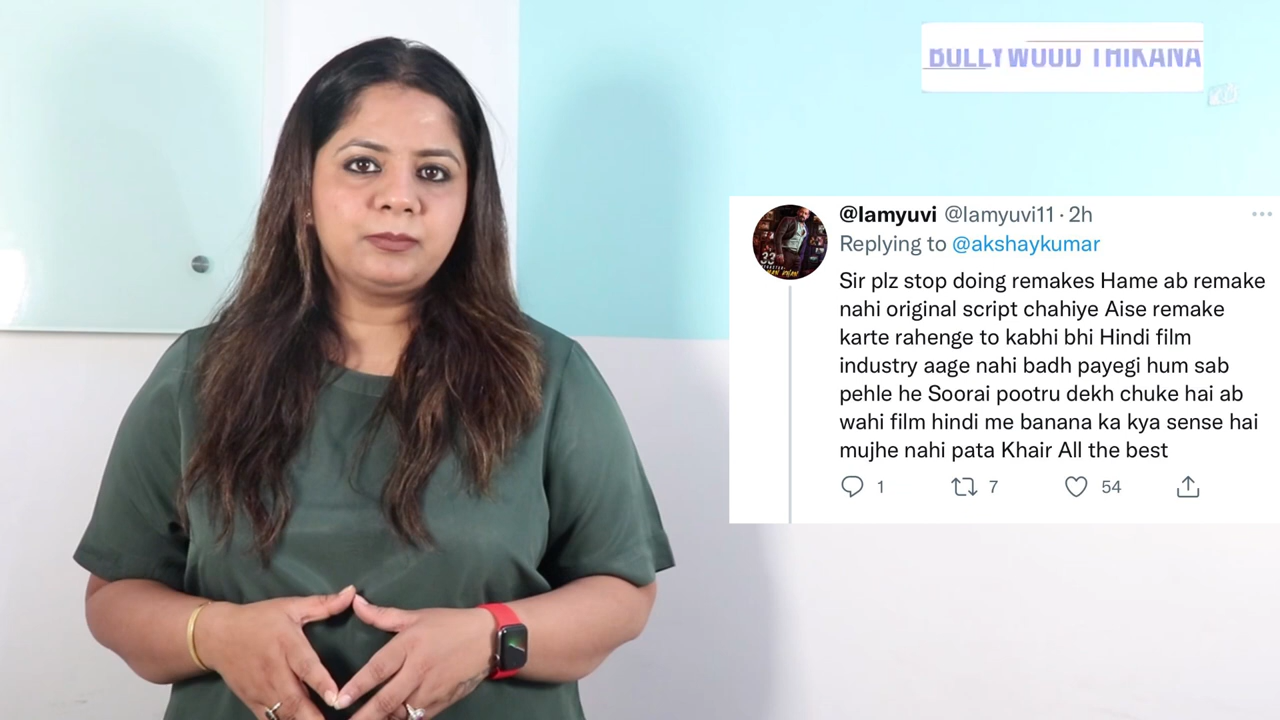 BOLLYWOOD THIKANA
@Iamyuvi @Iamyuvi11 · 2h
Replying to @akshaykumar
Sir plz stop doing remakes Hame ab remake
nahi original script chahiye Aise remake
karte rahenge to kabhi bhi Hindi film
industry aage nahi badh payegi hum sab
pehle he Soorai pootru dekh chuke hai ab
wahi film hindi me banana ka kya sense hai
mujhe nahi pata Khair All the best
1 7 54
33